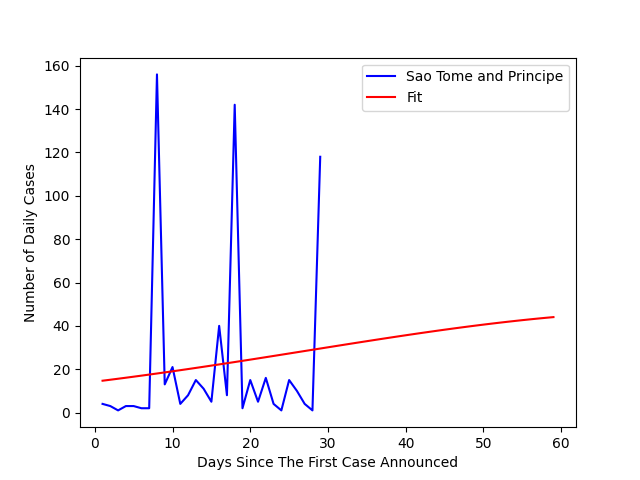 Sao Tome and Principe
Fit
160
140
120
100
80
60
40
20
0
Number of Daily Cases
0 10 20 30 40 50 60
Days Since The First Case Announced